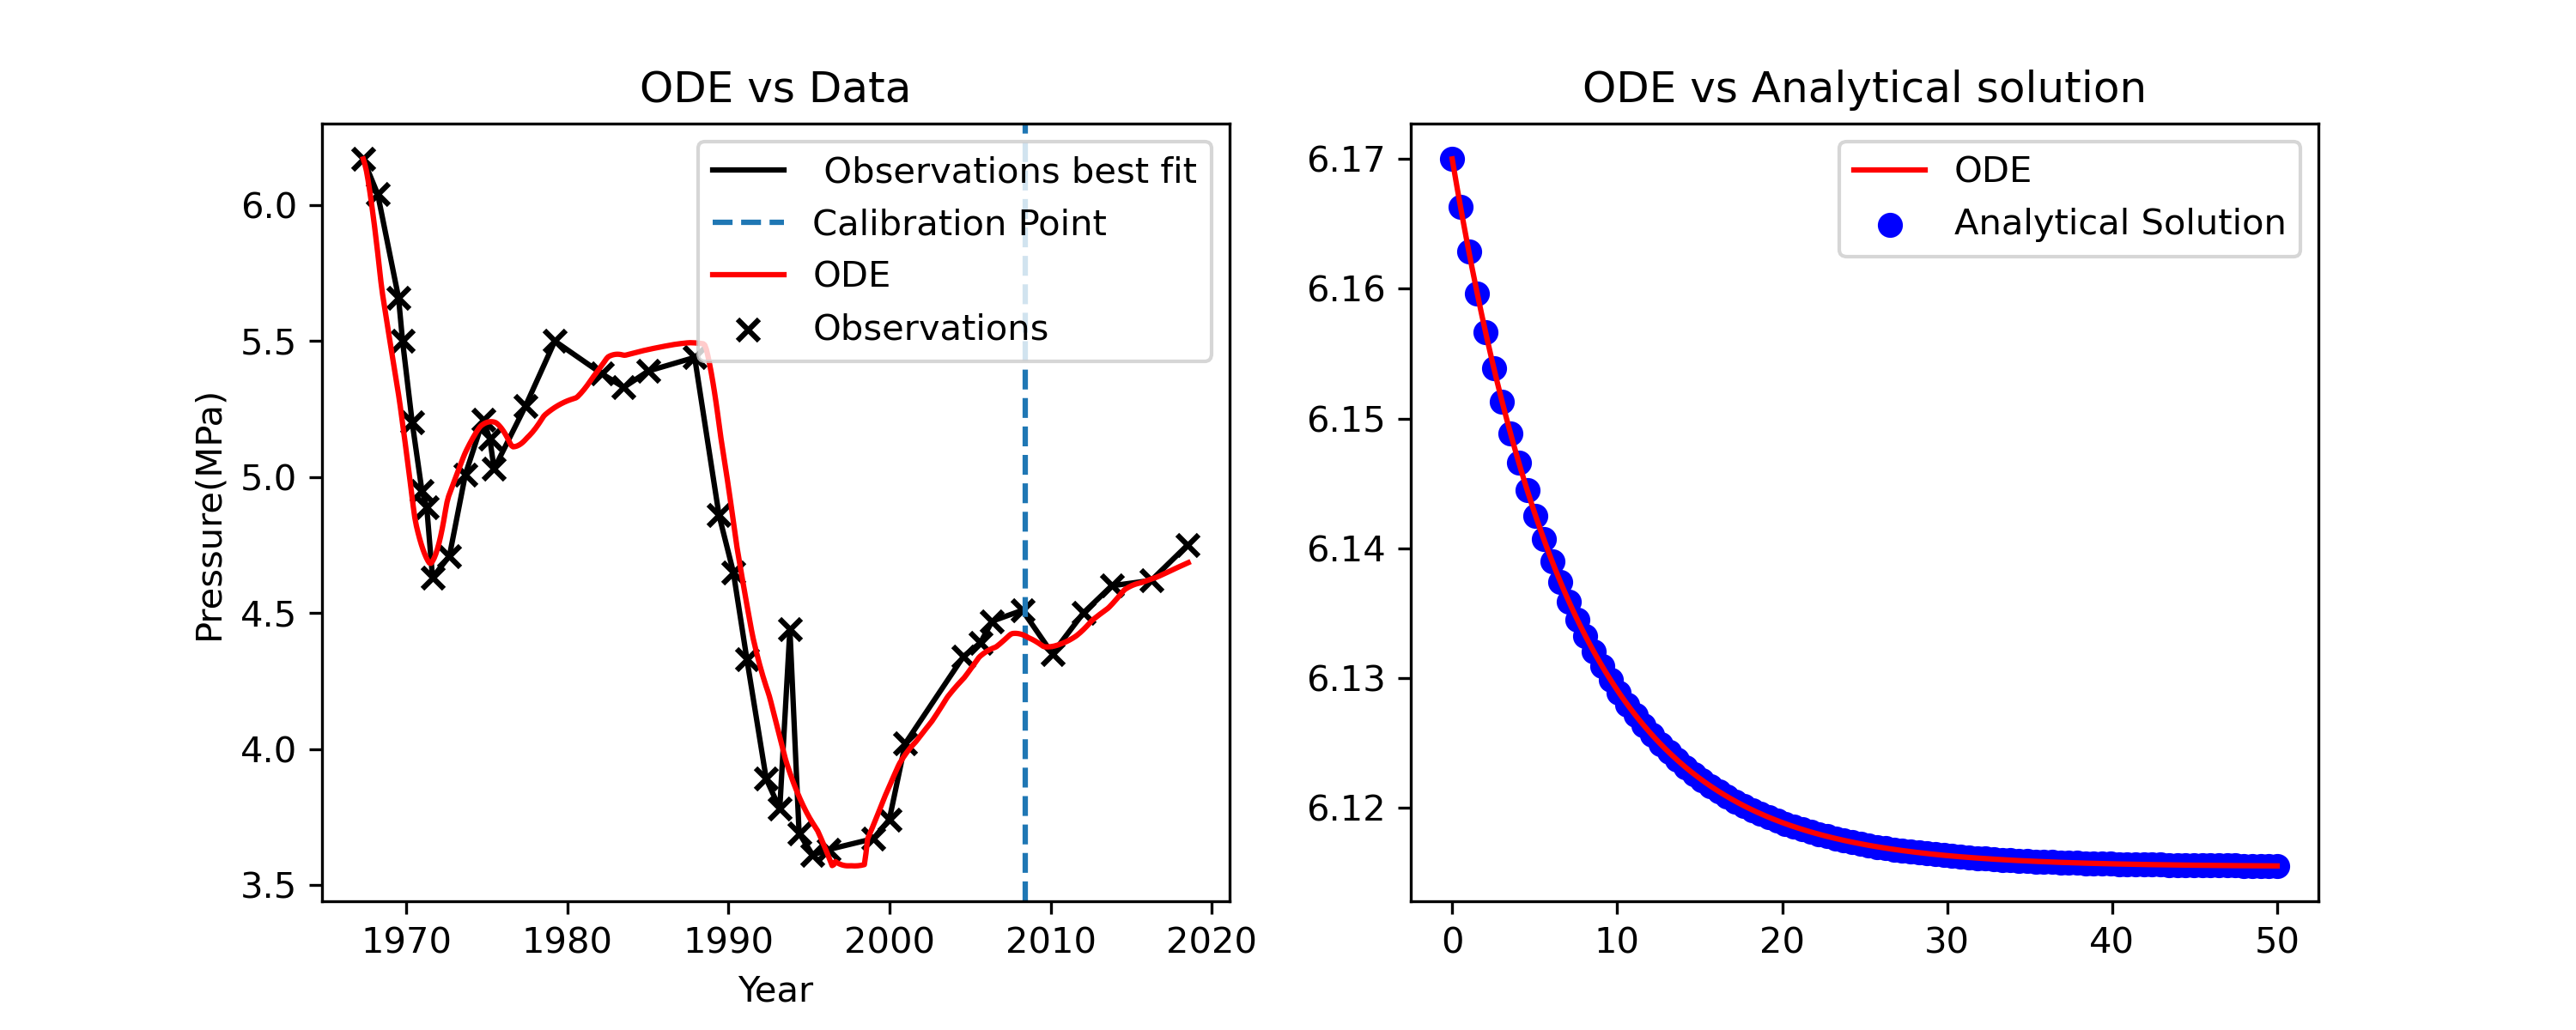 ODE vs Data
Observations best fit
Calibration Point
ODE
Observations
6.0
5.5
5.0
4.5
4.0
3.5
Pressure(MPa)
1970 1980 1990 2000 2010 2020
Year
ODE vs Analytical solution
ODE
Analytical Solution
6.17
6.16
6.15
6.14
6.13
6.12
0 10 20 30 40 50